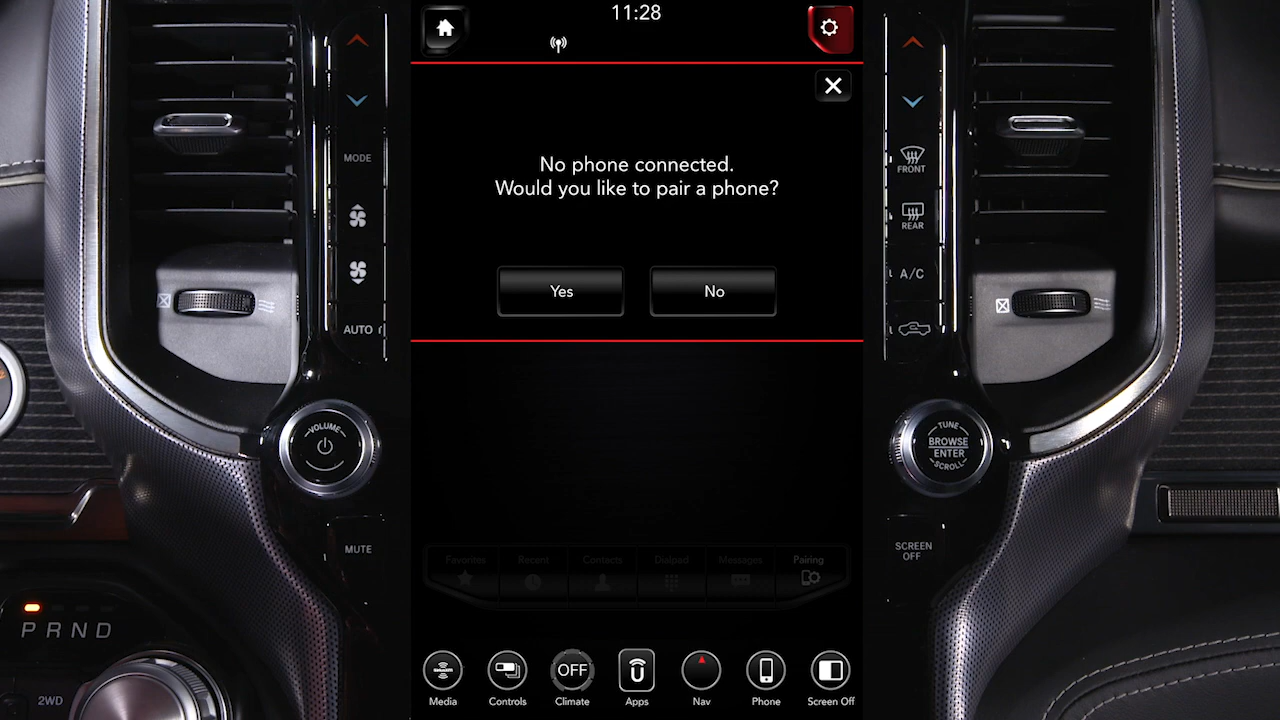 11:28
No phone connected.
Would you like to pair a phone?
Yes
No
Favorites
Recent
Contacts
Dialpad
Messages
Pairing
OFF
Media
Controls
Climate
Apps
Nav
Phone
Screen Off
MODE
AUTO
VOLUME
MUTE
P R N D
2WD
FRONT
REAR
A/C
TUNE
BROWSE
ENTER
SCROLL
SCREEN
OFF